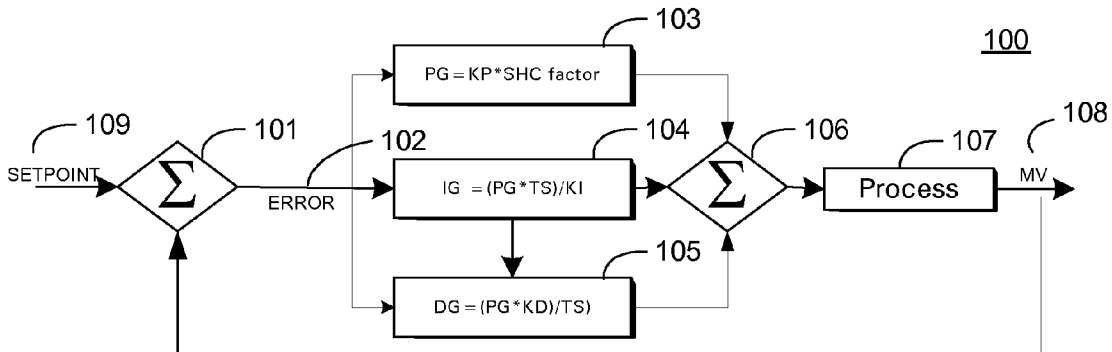 103
100
PG=KP*SHC factor
109
101
102
104
106
107
108
SETPOINT
Σ
ERROR
IG =(PG*TS)/KI
Σ
Process
MV
105
DG=(PG*KD)/TS)